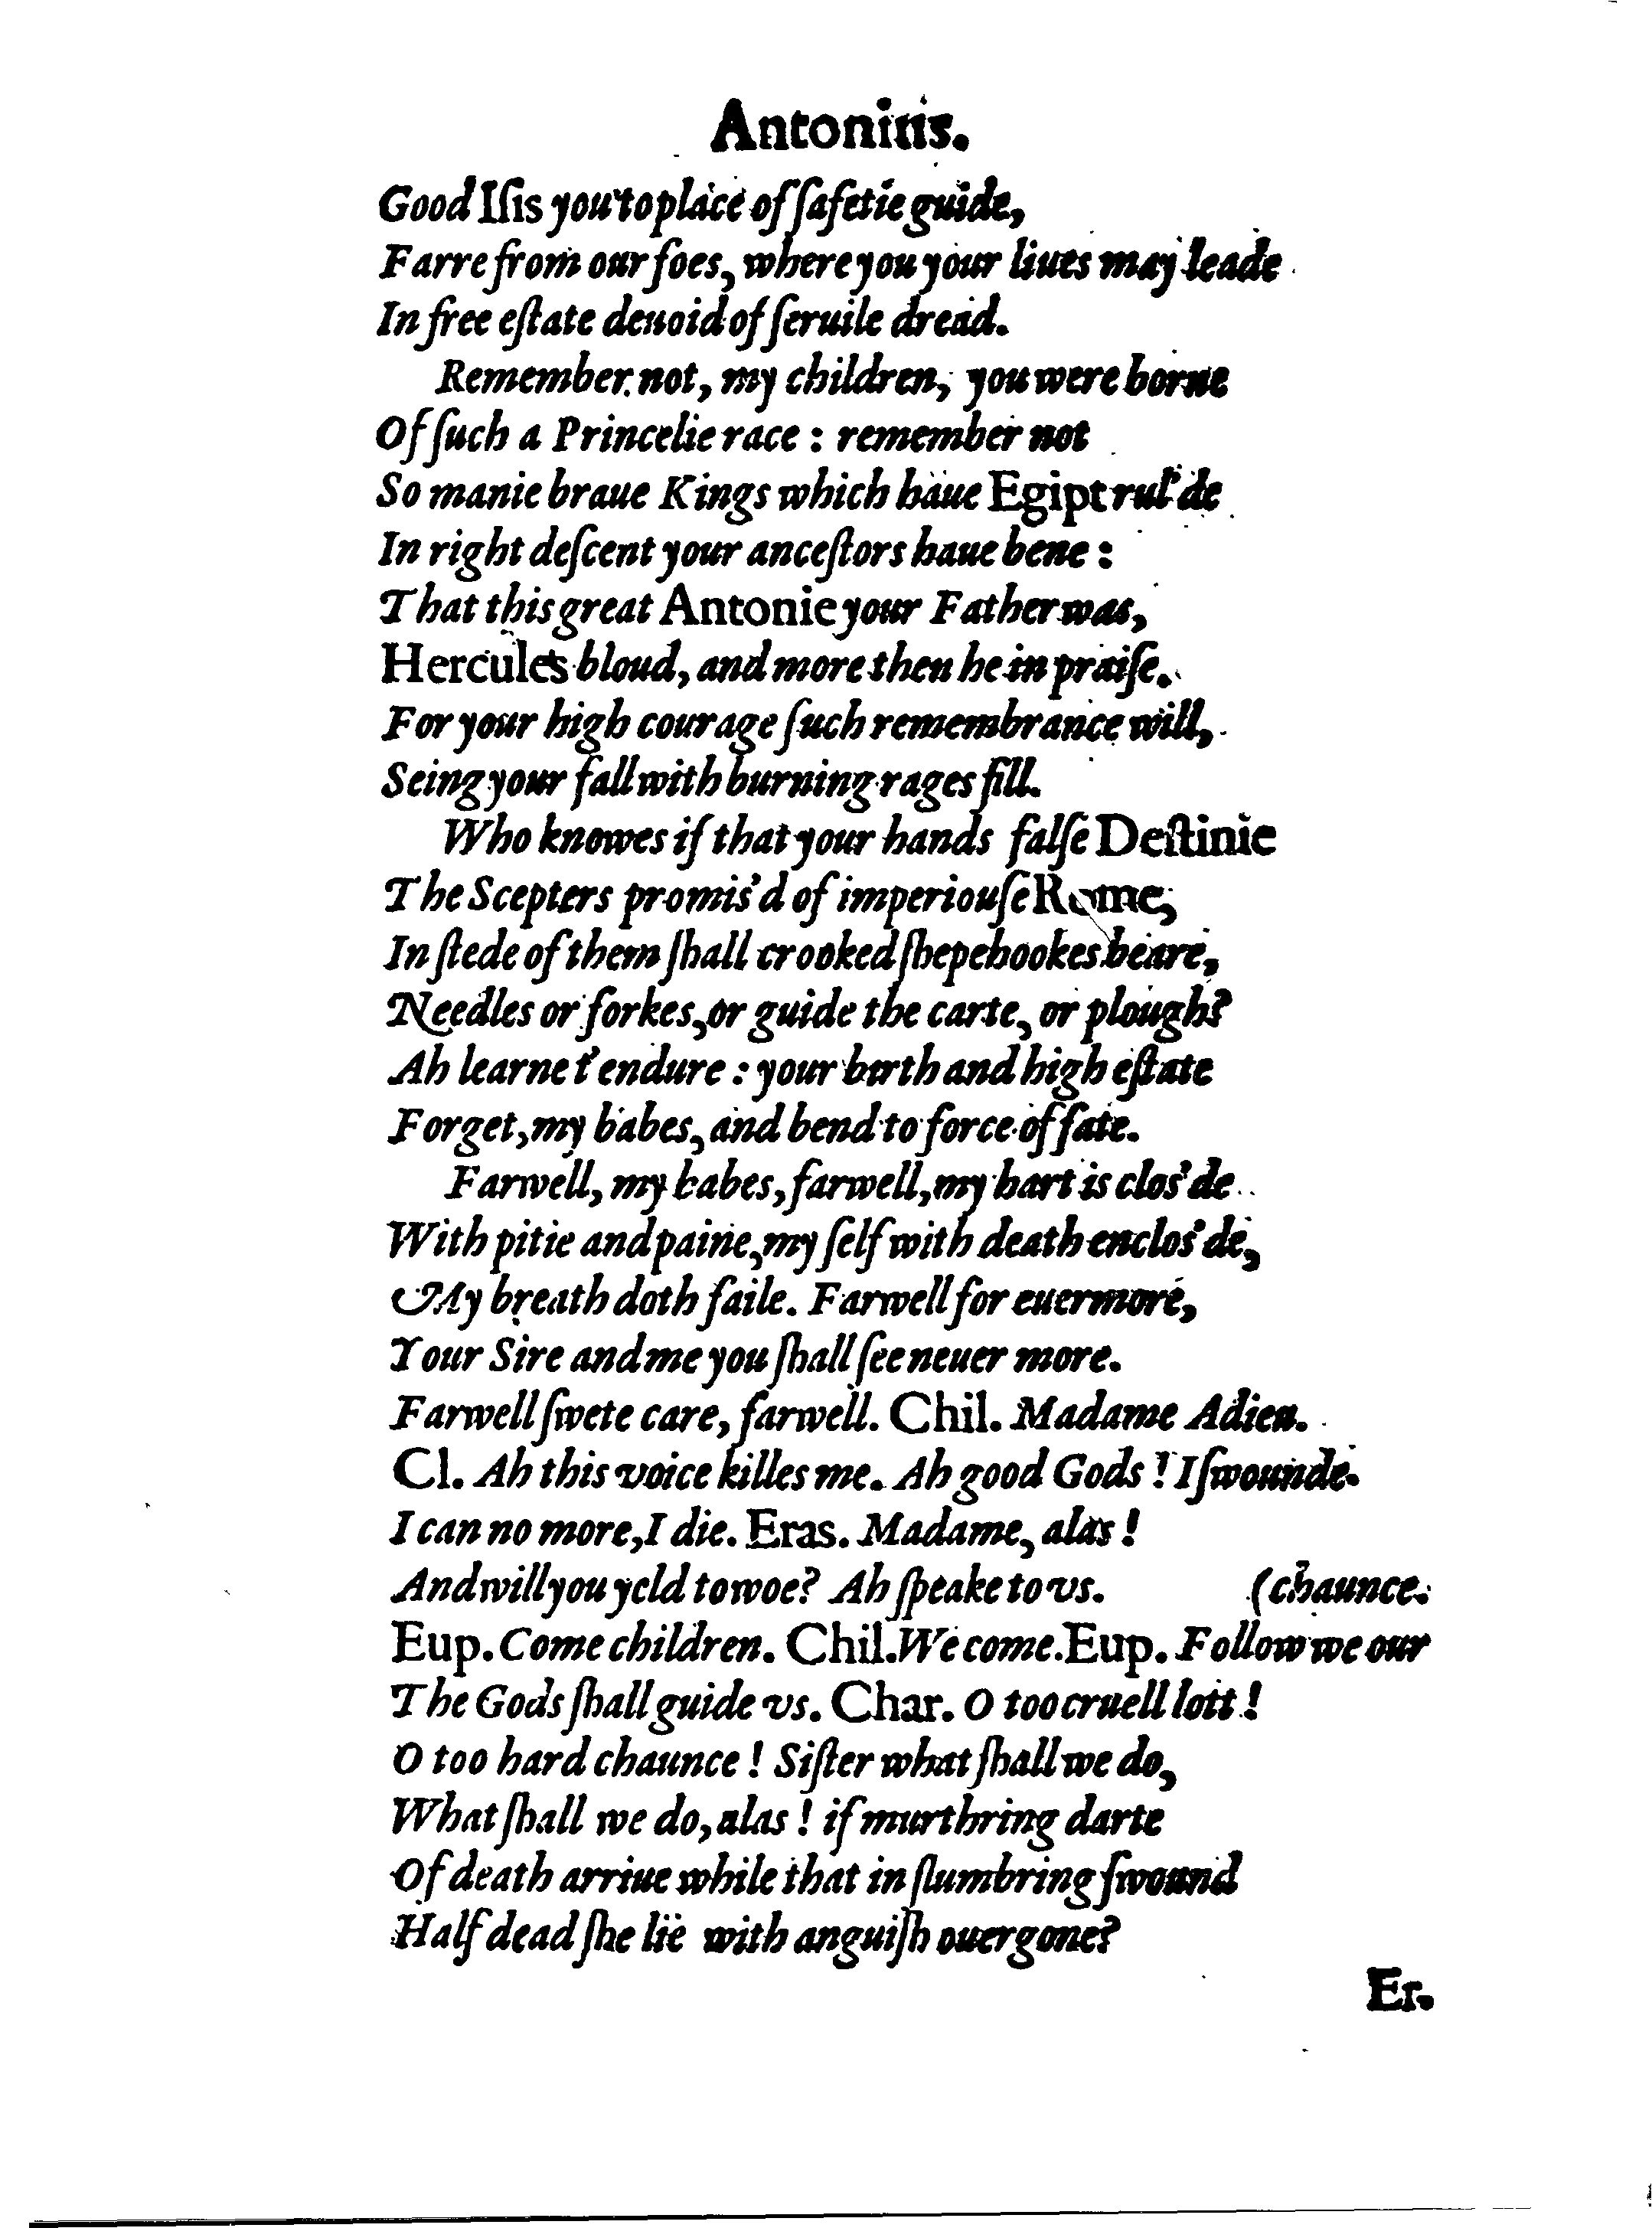 Antonius.
Good Iſis you to place of ſafetie guide,
Farre from our foes, where you your liues may leade
In free eſtate deuoid of ſeruile dread.
Remember not, my children, you were borne
Of ſuch a Princelie race : remember not
So manie braue Kings which haue Egipt rul'de
In right deſcent your anceſtors haue bene :
That this great Antonie your Father was,
Hercules bloud, and more then he in praiſe.
For your high courage ſuch remembrance will,
Seing your fall with burning rages fill.
Who knowes if that your hands falſe Deſtinie
The Scepters promis'd of imperiouſe Rome,
In ſtede of them ſhall crooked ſhepehookes beare,
Needles or forkes, or guide the carte, or plough?
Ah learne t'endure : your birth and high eſtate
Forget, my babes, and bend to force of fate.
Farwell, my babes, farwell, my hart is clos'de
With pitie and paine, my ſelf with death enclos'de,
My breath doth faile. Farwell for euermore,
Your Sire and me you ſhall ſee neuer more.
Farwell ſwete care, farwell. Chil. Madame Adieu.
Cl. Ah this voice killes me. Ah good Gods ! I ſwounde.
I can no more, I die. Eras. Madame, alas !
And will you yeld to woe? Ah ſpeake to vs. (chaunce.
Eup. Come children. Chil. We come. Eup. Follow we our
The Gods ſhall guide vs. Char. O too cruell lott !
O too hard chaunce ! Siſter what ſhall we do,
What ſhall we do, alas ! if murthring darte
Of death arriue while that in ſlumbring ſwound
Half dead ſhe lie with anguiſh ouergone?
Er.